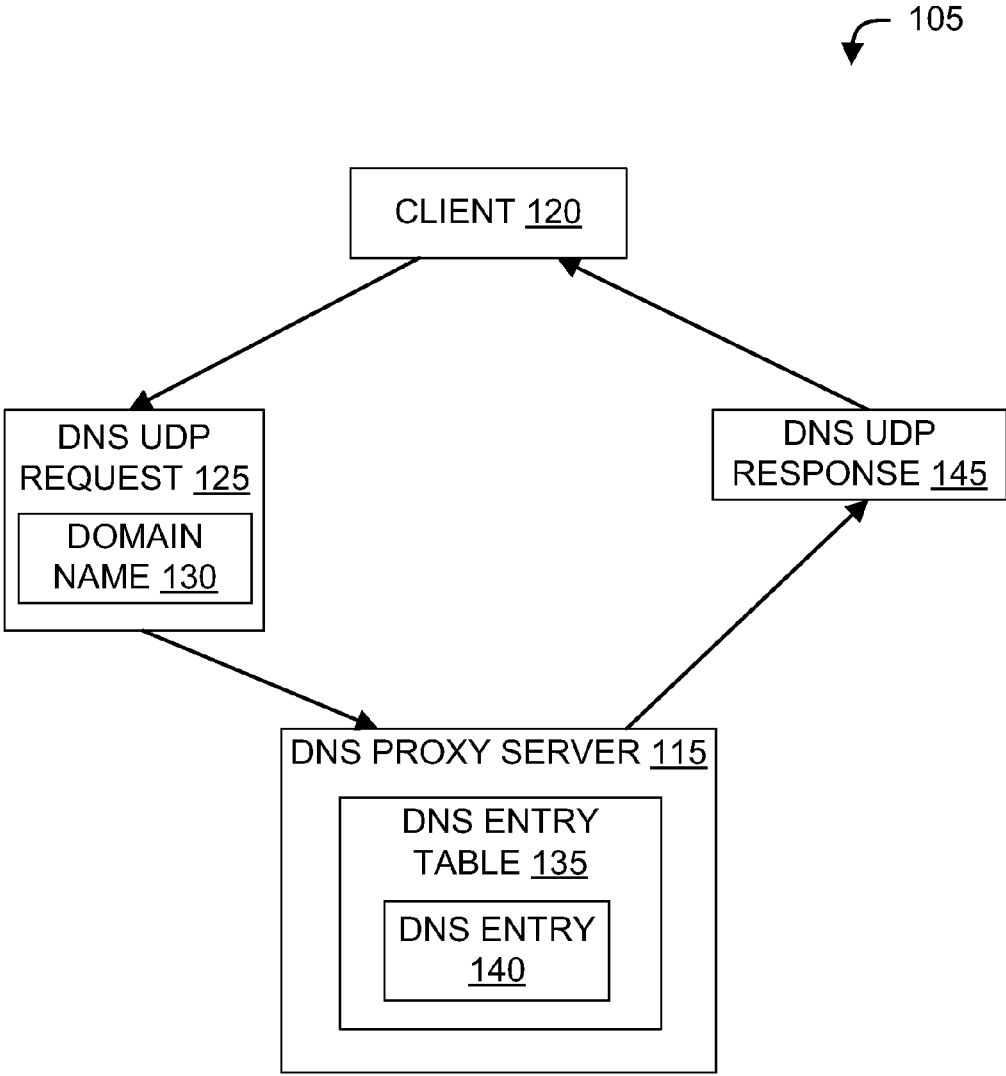 105
CLIENT 120
DNS UDP
REQUEST 125
DOMAIN
NAME 130
DNS UDP
RESPONSE 145
DNS PROXY SERVER 115
DNS ENTRY
TABLE 135
DNS ENTRY
140